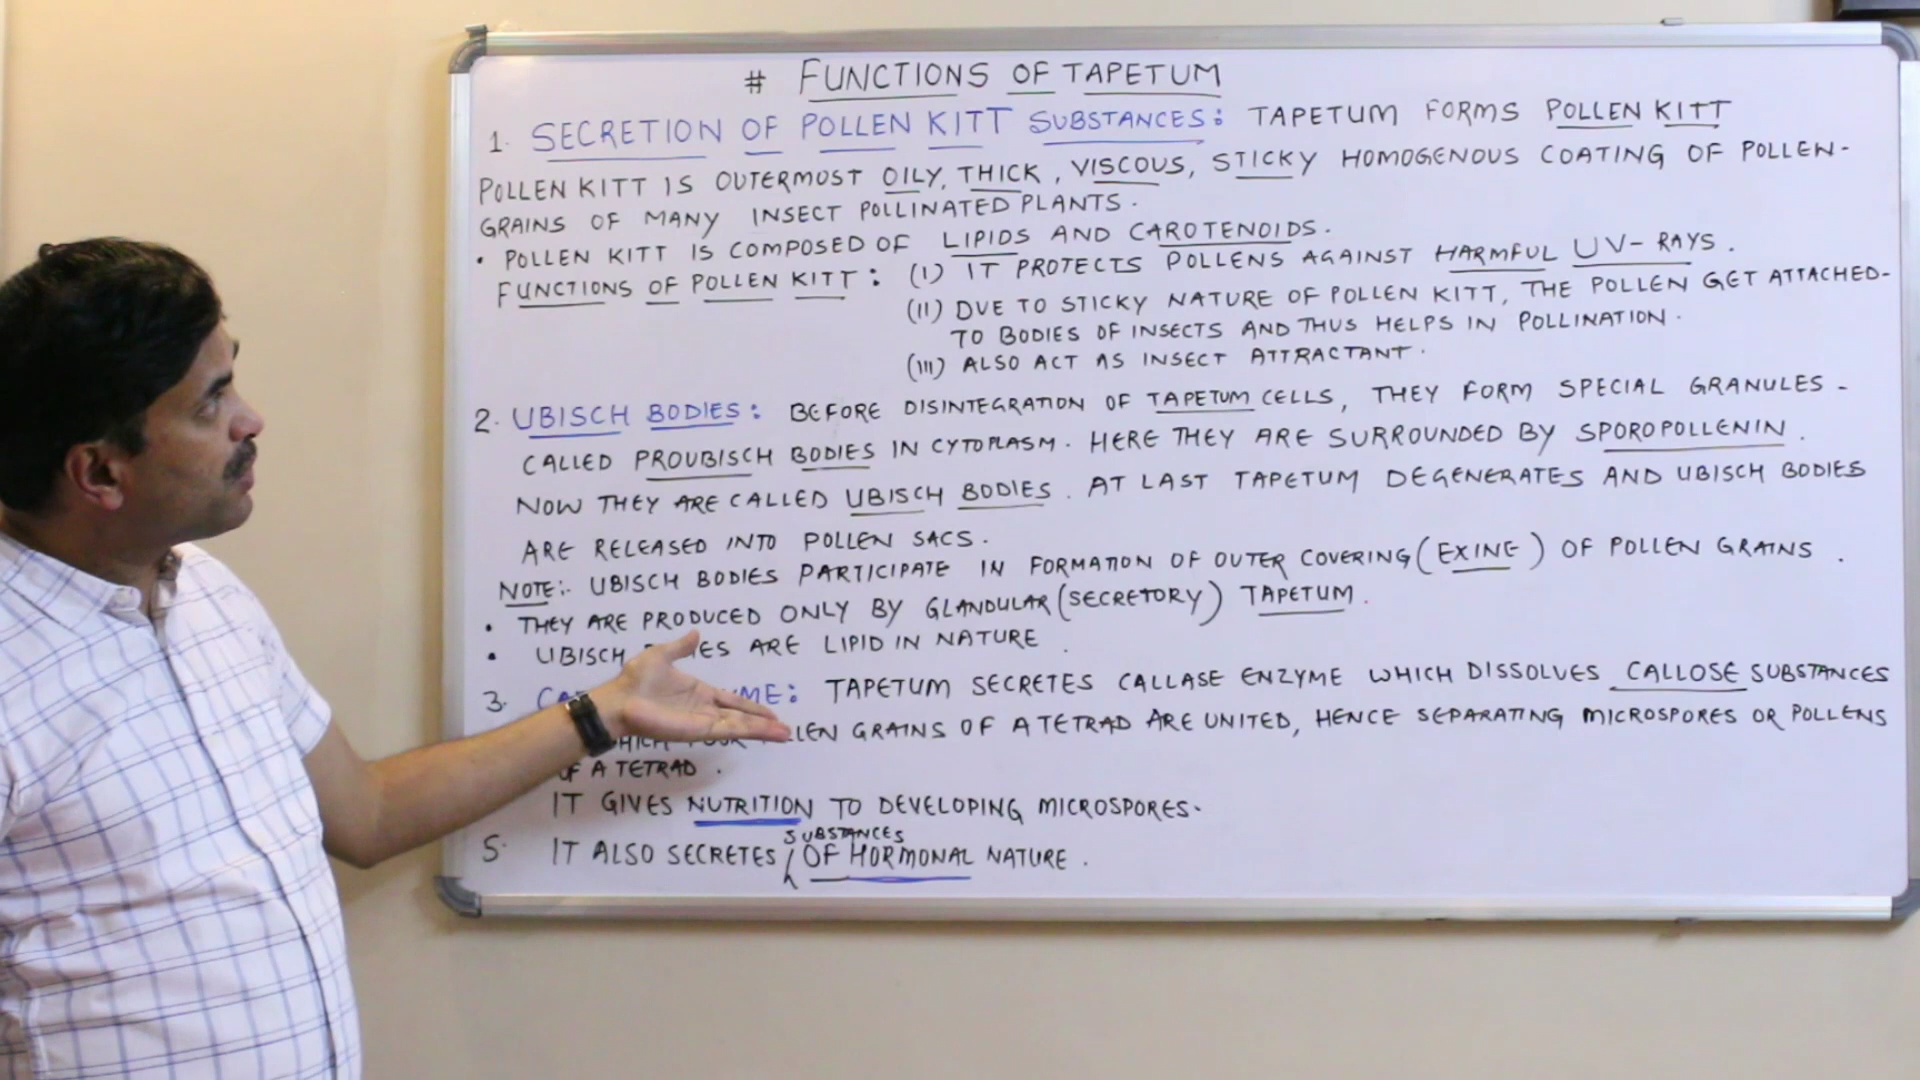 # FUNCTIONS OF TAPETUM
1. SECRETION OF POLLEN KITT SUBSTANCES: TAPETUM FORMS POLLEN KITT
POLLEN KITT IS OUTERMOST OILY, THICK, VISCOUS, STICKY HOMOGENOUS COATING OF POLLEN-
GRAINS OF MANY INSECT POLLINATED PLANTS.
• POLLEN KITT IS COMPOSED OF LIPIDS AND CAROTENOIDS.
FUNCTIONS OF POLLEN KITT: (I) IT PROTECTS POLLENS AGAINST HARMFUL UV-RAYS.
(II) DUE TO STICKY NATURE OF POLLEN KITT, THE POLLEN GET ATTACHED-
TO BODIES OF INSECTS AND THUS HELPS IN POLLINATION.
(III) ALSO ACT AS INSECT ATTRACTANT.
2. UBISCH BODIES: BEFORE DISINTEGRATION OF TAPETUM CELLS, THEY FORM SPECIAL GRANULES-
CALLED PROUBISCH BODIES IN CYTOPLASM. HERE THEY ARE SURROUNDED BY SPOROPOLLENIN.
NOW THEY ARE CALLED UBISCH BODIES. AT LAST TAPETUM DEGENERATES AND UBISCH BODIES
ARE RELEASED INTO POLLEN SACS.
NOTE:- UBISCH BODIES PARTICIPATE IN FORMATION OF OUTER COVERING (EXINE) OF POLLEN GRAINS.
• THEY ARE PRODUCED ONLY BY GLANDULAR (SECRETORY) TAPETUM.
• UBISCH ARE LIPID IN NATURE.
3. TAPETUM SECRETES CALLASE ENZYME WHICH DISSOLVES CALLOSE SUBSTANCES
GRAINS OF A TETRAD ARE UNITED, HENCE SEPARATING MICROSPORES OR POLLENS
OF A TETRAD.
IT GIVES NUTRITION TO DEVELOPING MICROSPORES.
5. IT ALSO SECRETES SUBSTANCES OF HORMONAL NATURE.